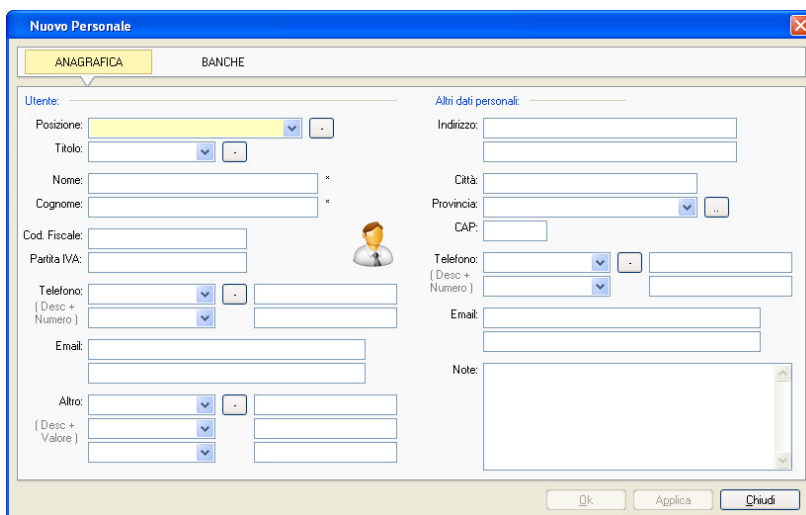 Nuovo Personale
ANAGRAFICA
BANCHE
Utente:
Posizione:
.
Titolo:
.
Nome:
*
Cognome:
*
Cod. Fiscale:
Partita IVA:
Telefono:
.
( Desc +
Numero )
Email:
Altro:
.
( Desc +
Valore )
Altri dati personali:
Indirizzo:
Città:
Provincia:
..
CAP:
Telefono:
.
( Desc +
Numero )
Email:
Note:
Ok
Applica
Chiudi